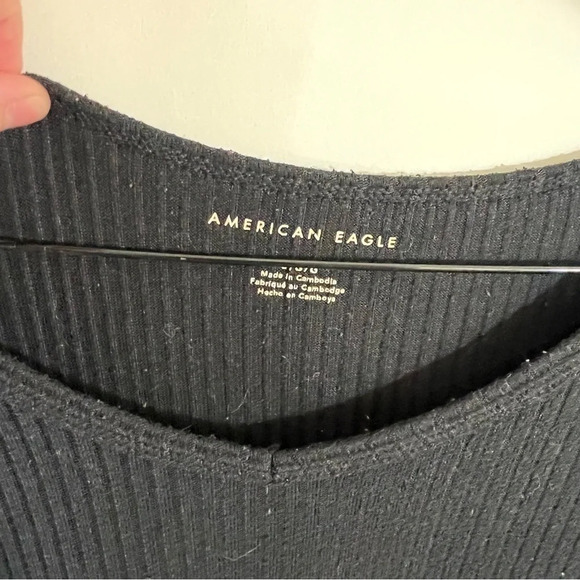 AMERICAN EAGLE
Made in Cambodia
Fabriqué au Cambodge
Hecho en Camboya